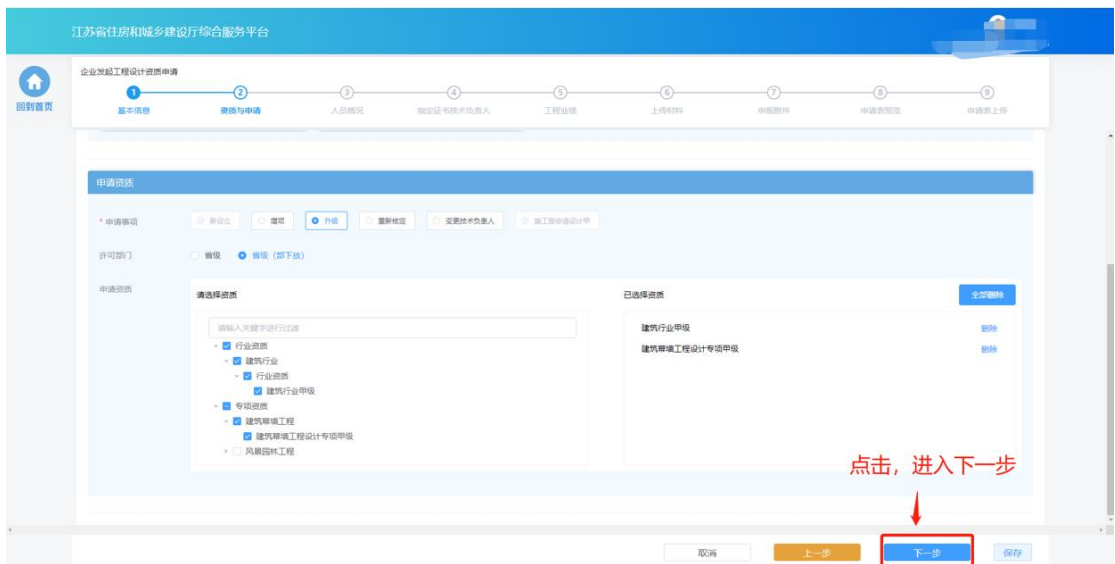 江苏省住房和城乡建设厅综合服务平台
回到首页
企业发起工程设计资质申请
1 2 3 4 5 6 7 8 9
基本信息 资质与申请 人员情况 指定证书技术负责人 工程业绩 上传材料 申报附件 申请表预览 申请表上传
申请资质
* 申请事项 新设立 增项 升级 重新核定 变更技术负责人 施工宿申请设计甲
许可部门 省级 省级（部下放）
申请资质 请选择资质 已选择资质 全部删除
请输入关键字进行过滤
行业资质
建筑行业
行业资质
建筑行业甲级
专项资质
建筑幕墙工程
建筑幕墙工程设计专项甲级
风景园林工程
建筑行业甲级 删除
建筑幕墙工程设计专项甲级 删除
点击，进入下一步
取消 上一步 下一步 保存